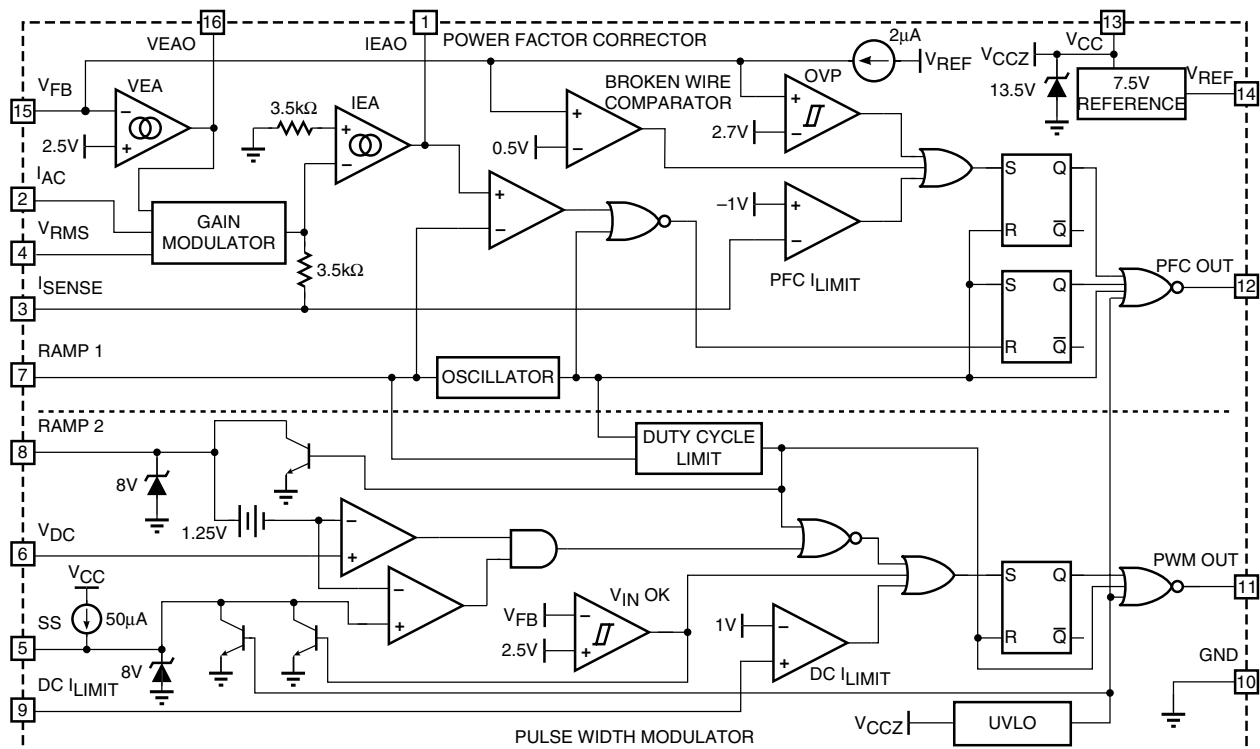 16
1
13
VEAO
IEAO
POWER FACTOR CORRECTOR
2μA
VREF
VCCZ
VCC
13.5V
7.5V
REFERENCE
VREF
14
VFB
15
VEA
2.5V
3.5kΩ
IEA
BROKEN WIRE
COMPARATOR
0.5V
OVP
2.7V
IAC
2
VRMS
4
GAIN
MODULATOR
3.5kΩ
ISENSE
3
–1V
PFC ILIMIT
S Q
R Q
S Q
R Q
PFC OUT
12
RAMP 1
7
OSCILLATOR
RAMP 2
8
DUTY CYCLE
LIMIT
8V
1.25V
VDC
6
VCC
50μA
SS
5
8V
VFB
2.5V
VIN OK
1V
DC ILIMIT
S Q
R Q
PWM OUT
11
GND
10
DC ILIMIT
9
VCCZ
UVLO
PULSE WIDTH MODULATOR